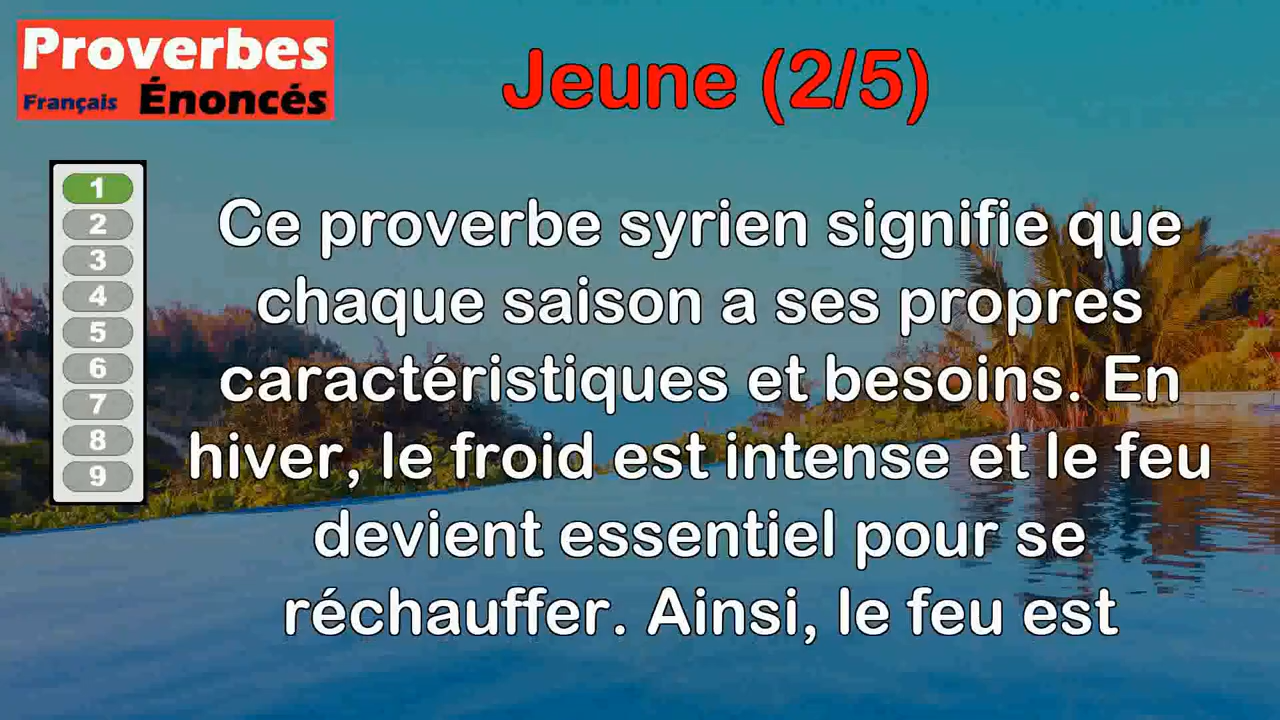 Proverbes
Français Énoncés
Jeune (2/5)
1
2
3
4
5
6
7
8
9
Ce proverbe syrien signifie que
chaque saison a ses propres
caractéristiques et besoins. En
hiver, le froid est intense et le feu
devient essentiel pour se
réchauffer. Ainsi, le feu est